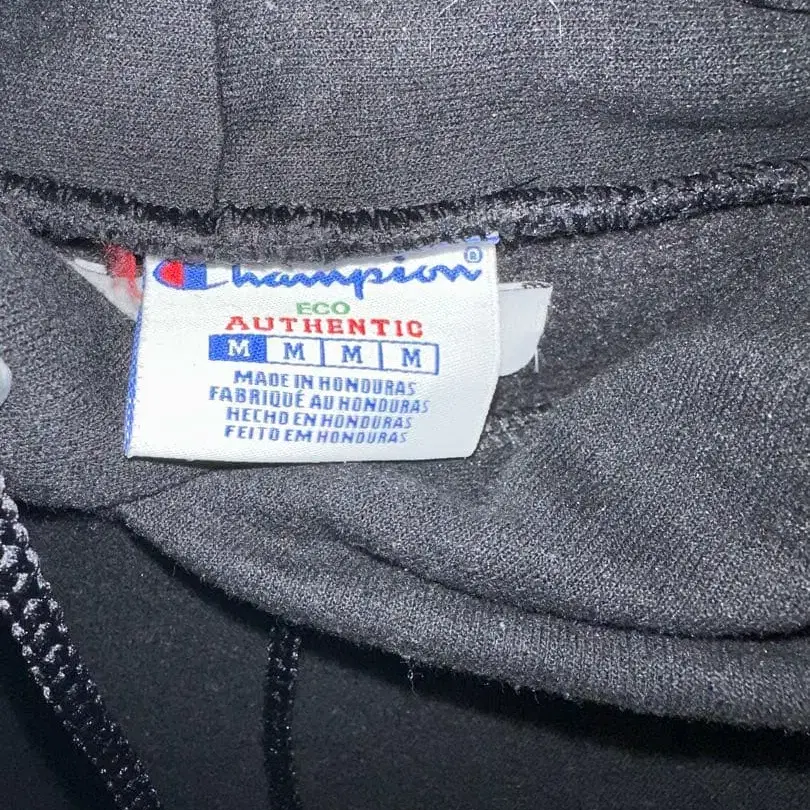 Champion®
ECO
AUTHENTIC
M M M M
MADE IN HONDURAS
FABRIQUÉ AU HONDURAS
HECHO EN HONDURAS
FEITO EM HONDURAS